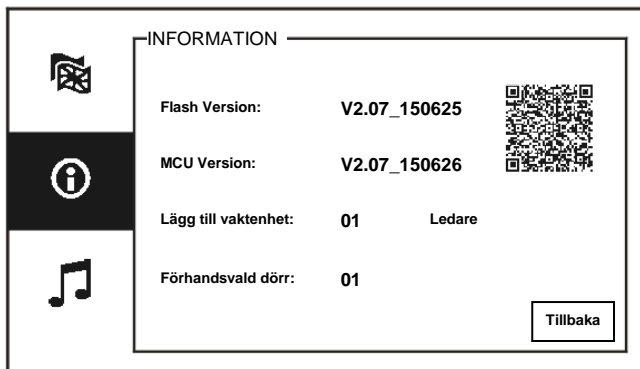 INFORMATION
Flash Version: V2.07_150625
MCU Version: V2.07_150626
Lägg till vaktenhet: 01 Ledare
Förhandsvald dörr: 01
Tillbaka